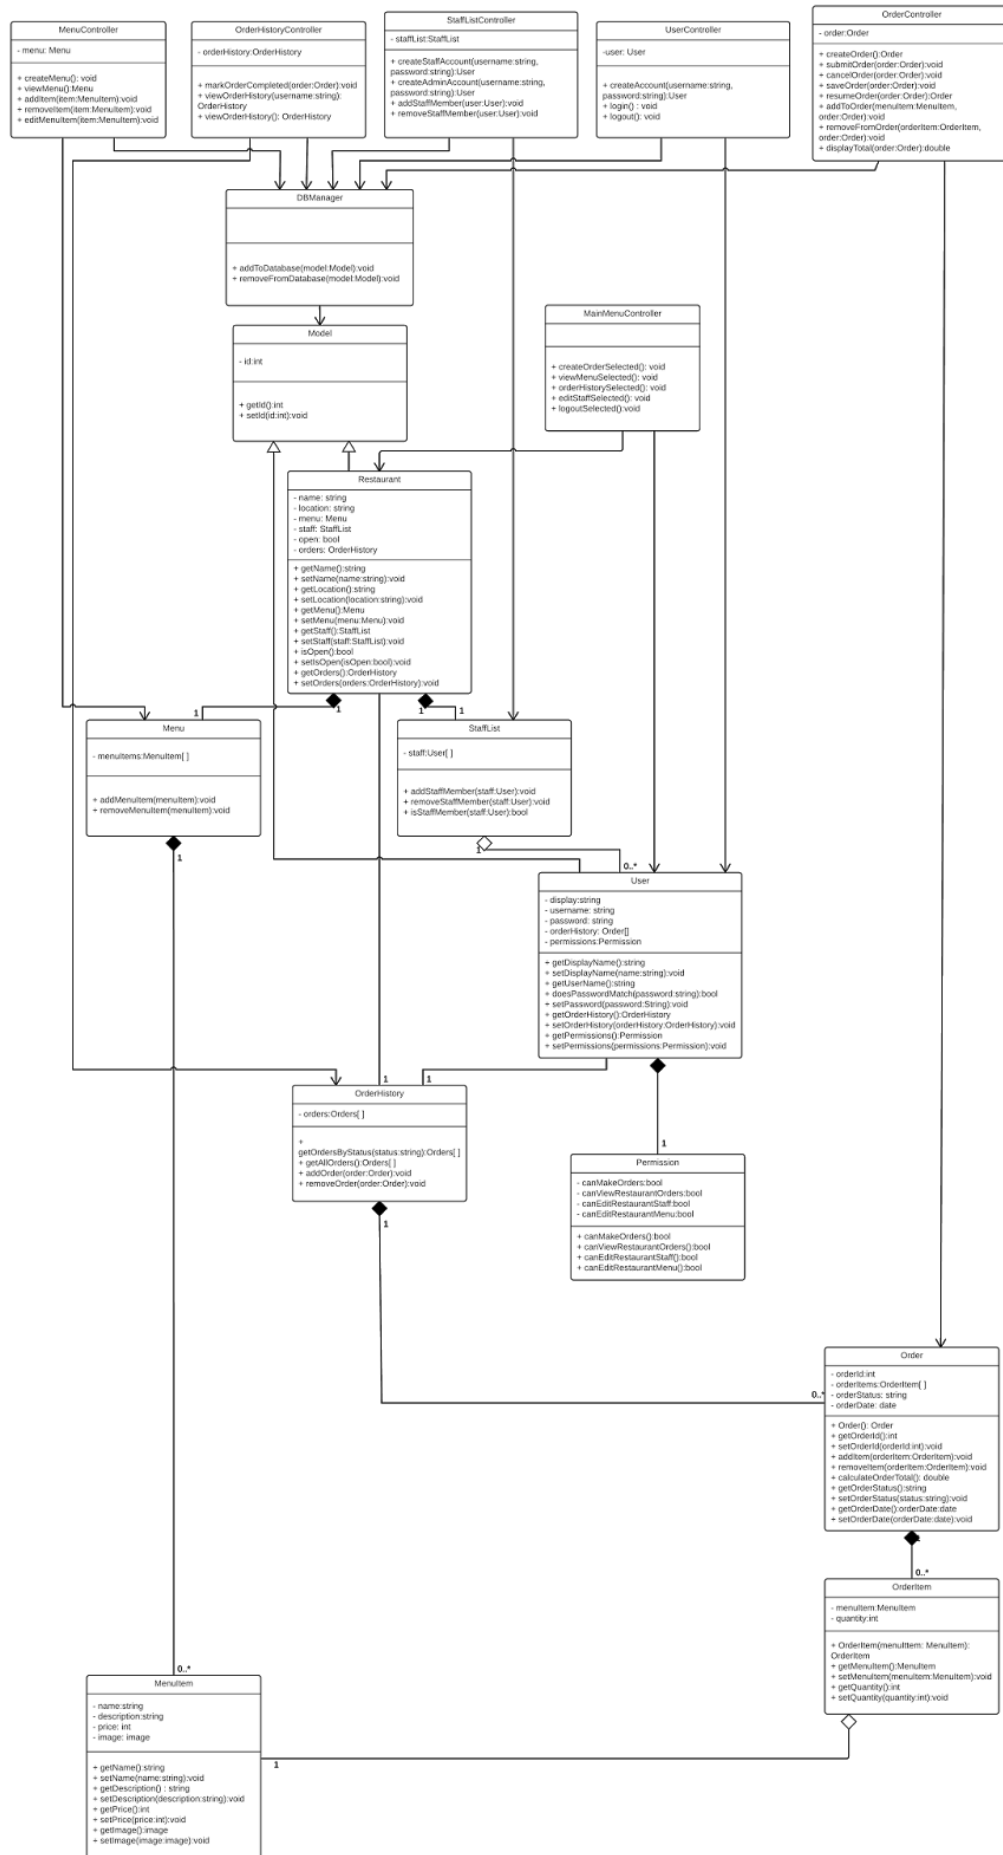 MenuController
- menu: Menu
+ createMenu(): void
+ viewMenu():Menu
+ addItem(item:MenuItem):void
+ removeItem(item:MenuItem):void
+ editMenuItem(item:MenuItem):void
OrderHistoryController
- orderHistory:OrderHistory
+ markOrderCompleted(order:Order):void
+ viewOrderHistory(username:string):
OrderHistory
+ viewOrderHistory(): OrderHistory
StaffListController
- staffList:StaffList
+ createStaffAccount(username:string,
password:string):User
+ createAdminAccount(username:string,
password:string):User
+ addStaffMember(user:User):void
+ removeStaffMember(user:User):void
UserController
-user: User
+ createAccount(username:string,
password:string):User
+ login() : void
+ logout(): void
OrderController
- order:Order
+ createOrder():Order
+ submitOrder(order:Order):void
+ cancelOrder(order:Order):void
+ saveOrder(order:Order):void
+ resumeOrder(order:Order):Order
+ addToOrder(menuItem:MenuItem,
order:Order):void
+ removeFromOrder(orderItem:OrderItem,
order:Order):void
+ displayTotal(order:Order):double
DBManager
+ addToDatabase(model:Model):void
+ removeFromDatabase(model:Model):void
Model
- id:int
+ getId():int
+ setId(id:int):void
MainMenuController
+ createOrderSelected(): void
+ viewMenuSelected(): void
+ orderHistorySelected(): void
+ editStaffSelected(): void
+ logoutSelected():void
Restaurant
- name: string
- location: string
- menu: Menu
- staff: StaffList
- open: bool
- orders: OrderHistory
+ getName():string
+ setName(name:string):void
+ getLocation():string
+ setLocation(location:string):void
+ getMenu():Menu
+ setMenu(menu:Menu):void
+ getStaff():StaffList
+ setStaff(staff:StaffList):void
+ isOpen():bool
+ setIsOpen(isOpen:bool):void
+ getOrders():OrderHistory
+ setOrders(orders:OrderHistory):void
1
1
1
1
Menu
- menuItems:MenuItem[ ]
+ addMenuItem(menuItem):void
+ removeMenuItem(menuItem):void
1
StaffList
- staff:User[ ]
+ addStaffMember(staff:User):void
+ removeStaffMember(staff:User):void
+ isStaffMember(staff:User):bool
1
0..*
User
- display:string
- username: string
- password: string
- orderHistory: Order[]
- permissions:Permission
+ getDisplayName():string
+ setDisplayName(name:string):void
+ getUserName():string
+ doesPasswordMatch(password:string):bool
+ setPassword(password:String):void
+ getOrderHistory():OrderHistory
+ setOrderHistory(orderHistory:OrderHistory):void
+ getPermissions():Permission
+ setPermissions(permissions:Permission):void
1
1
OrderHistory
- orders:Orders[ ]
+
getOrdersByStatus(status:string):Orders[ ]
+ getAllOrders():Orders[ ]
+ addOrder(order:Order):void
+ removeOrder(order:Order):void
1
1
Permission
- canMakeOrders:bool
- canViewRestaurantOrders:bool
- canEditRestaurantStaff:bool
- canEditRestaurantMenu:bool
+ canMakeOrders():bool
+ canViewRestaurantOrders():bool
+ canEditRestaurantStaff():bool
+ canEditRestaurantMenu():bool
0..*
Order
- orderId:int
- orderItems:OrderItem[ ]
- orderStatus: string
- orderDate: date
+ Order(): Order
+ getOrderId():int
+ setOrderId(orderId:int):void
+ addItem(orderItem:OrderItem):void
+ removeItem(orderItem:OrderItem):void
+ calculateOrderTotal(): double
+ getOrderStatus():string
+ setOrderStatus(status:string):void
+ getOrderDate():orderDate:date
+ setOrderDate(orderDate:date):void
0..*
OrderItem
- menuItem:MenuItem
- quantity:int
+ OrderItem(menuItem: MenuItem):
OrderItem
+ getMenuItem():MenuItem
+ setMenuItem(menuItem:MenuItem):void
+ getQuantity():int
+ setQuantity(quantity:int):void
0..*
MenuItem
- name:string
- description:string
- price: int
- image: image
+ getName():string
+ setName(name:string):void
+ getDescription() : string
+ setDescription(description:string):void
+ getPrice():int
+ setPrice(price:int):void
+ getImage():image
+ setImage(image:image):void
1